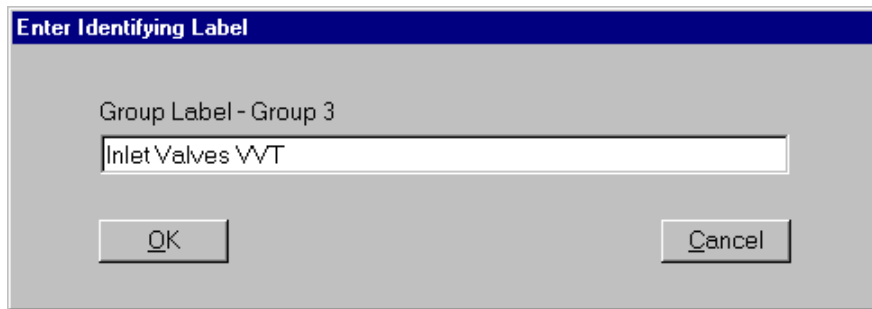 Enter Identifying Label
Group Label - Group 3
Inlet Valves VVT
OK
Cancel